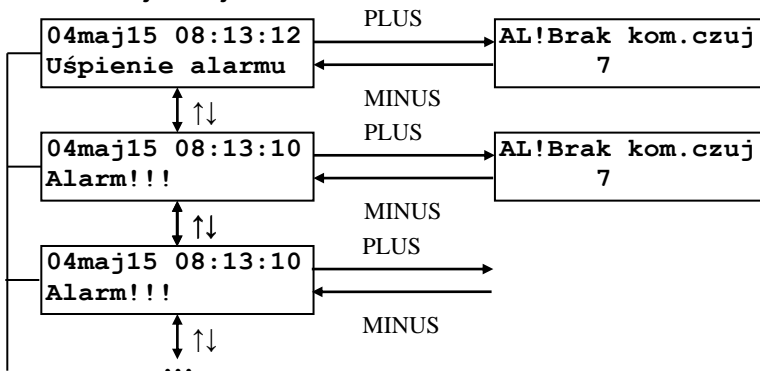 PLUS
04maj15 08:13:12
Uśpienie alarmu
AL!Brak kom.czuj
7
MINUS
↑↓
PLUS
04maj15 08:13:10
Alarm!!!
AL!Brak kom.czuj
7
MINUS
↑↓
PLUS
04maj15 08:13:10
Alarm!!!
MINUS
↑↓
...